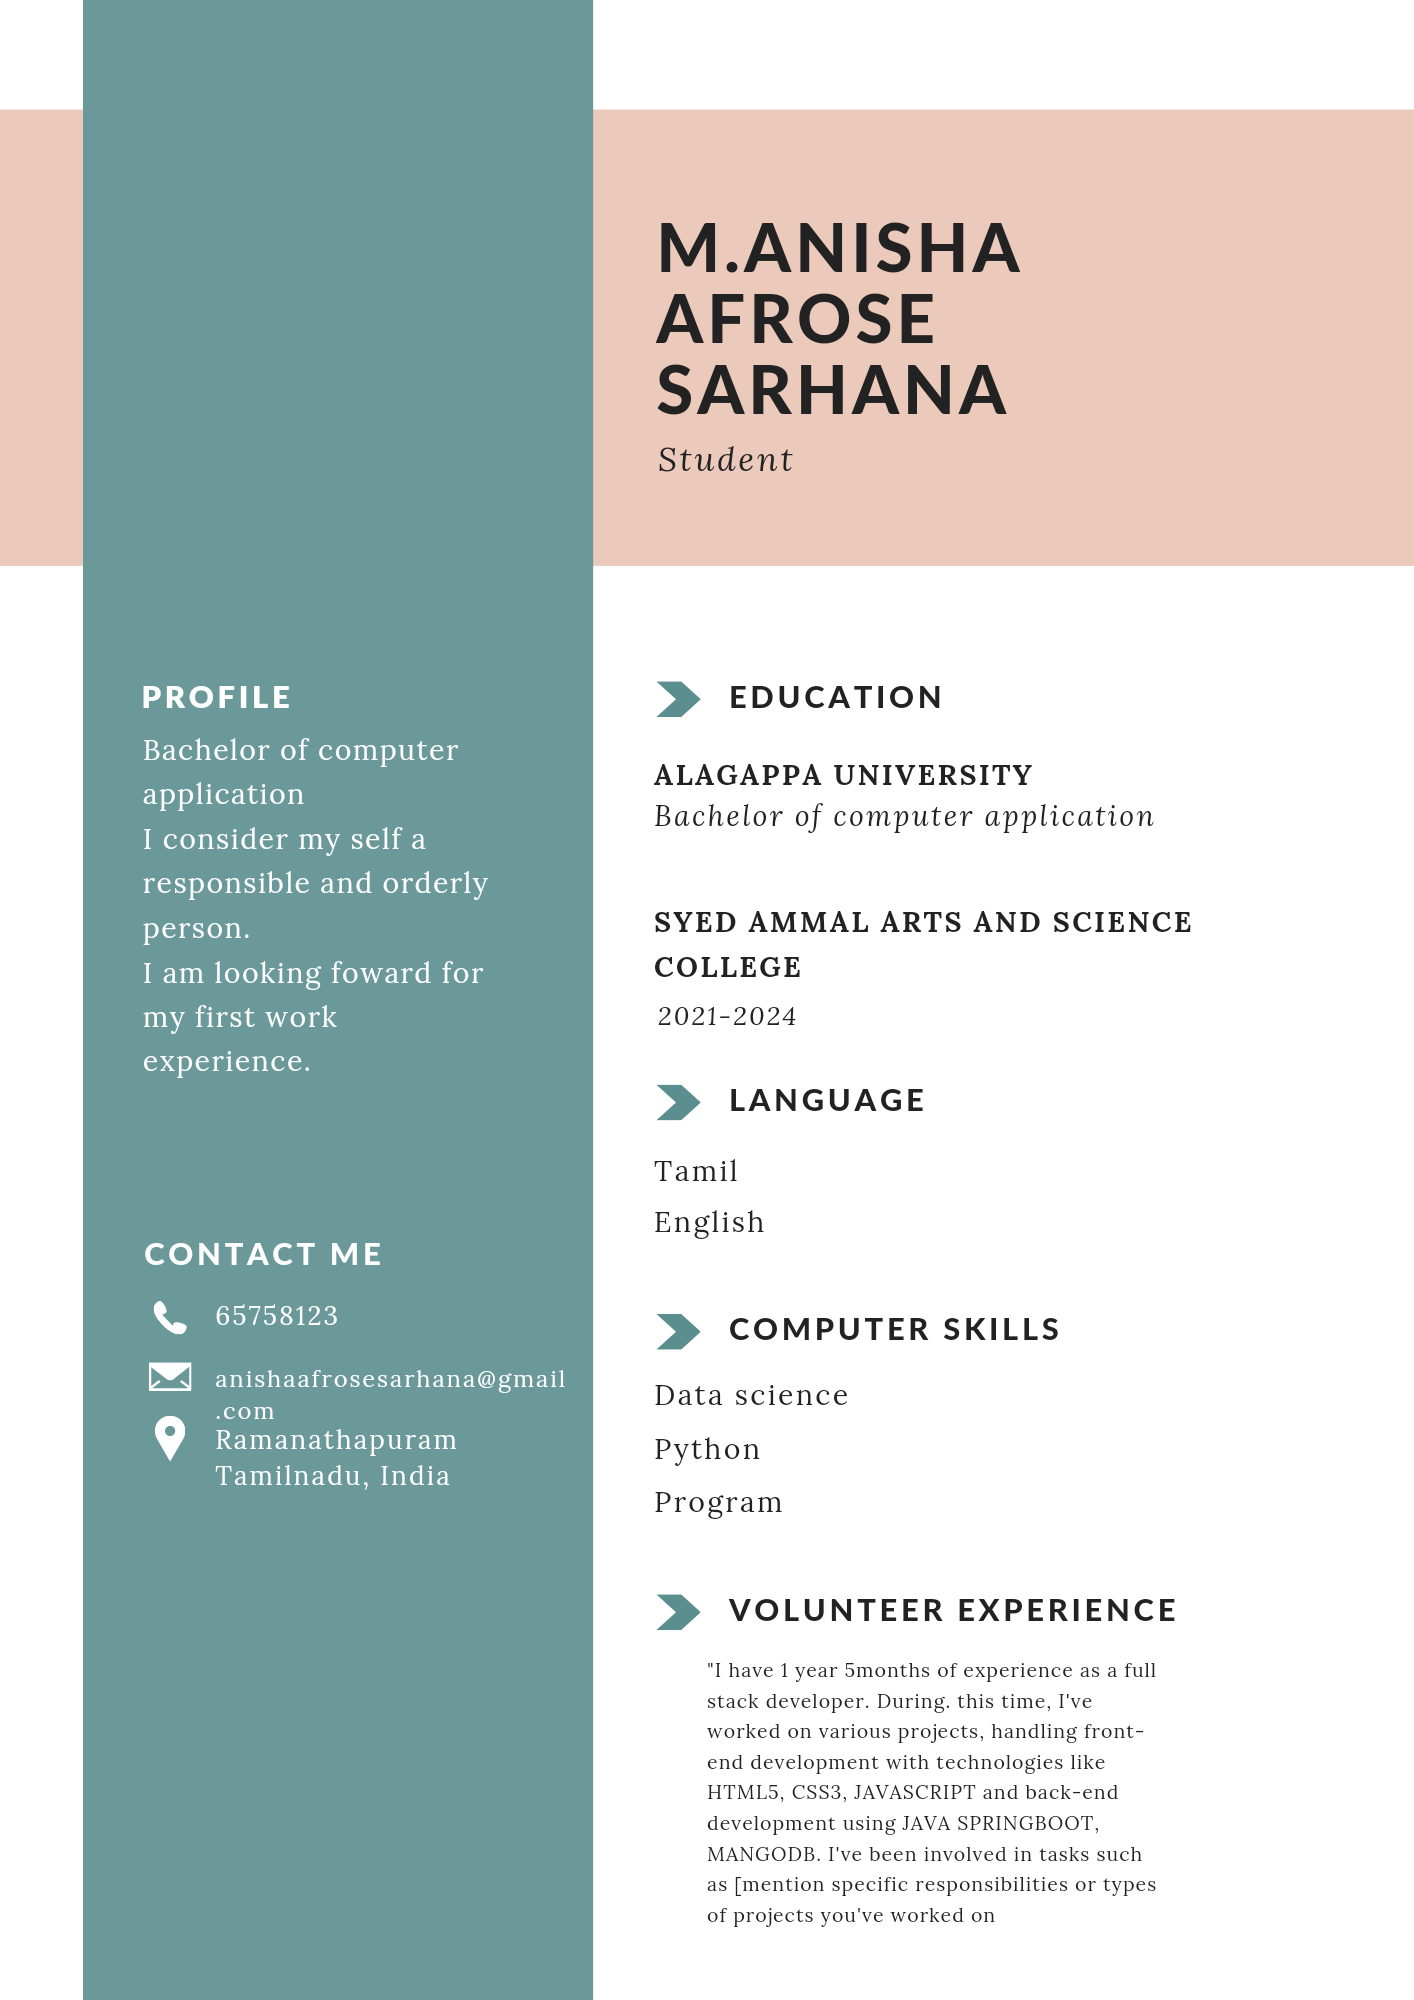 M.ANISHA
AFROSE
SARHANA
Student
PROFILE
Bachelor of computer
application
I consider my self a
responsible and orderly
person.
I am looking foward for
my first work
experience.
CONTACT ME
65758123
anishaafrosesarhana@gmail
.com
Ramanathapuram
Tamilnadu, India
EDUCATION
ALAGAPPA UNIVERSITY
Bachelor of computer application
SYED AMMAL ARTS AND SCIENCE
COLLEGE
2021-2024
LANGUAGE
Tamil
English
COMPUTER SKILLS
Data science
Python
Program
VOLUNTEER EXPERIENCE
"I have 1 year 5months of experience as a full
stack developer. During. this time, I've
worked on various projects, handling front-
end development with technologies like
HTML5, CSS3, JAVASCRIPT and back-end
development using JAVA SPRINGBOOT,
MANGODB. I've been involved in tasks such
as [mention specific responsibilities or types
of projects you've worked on